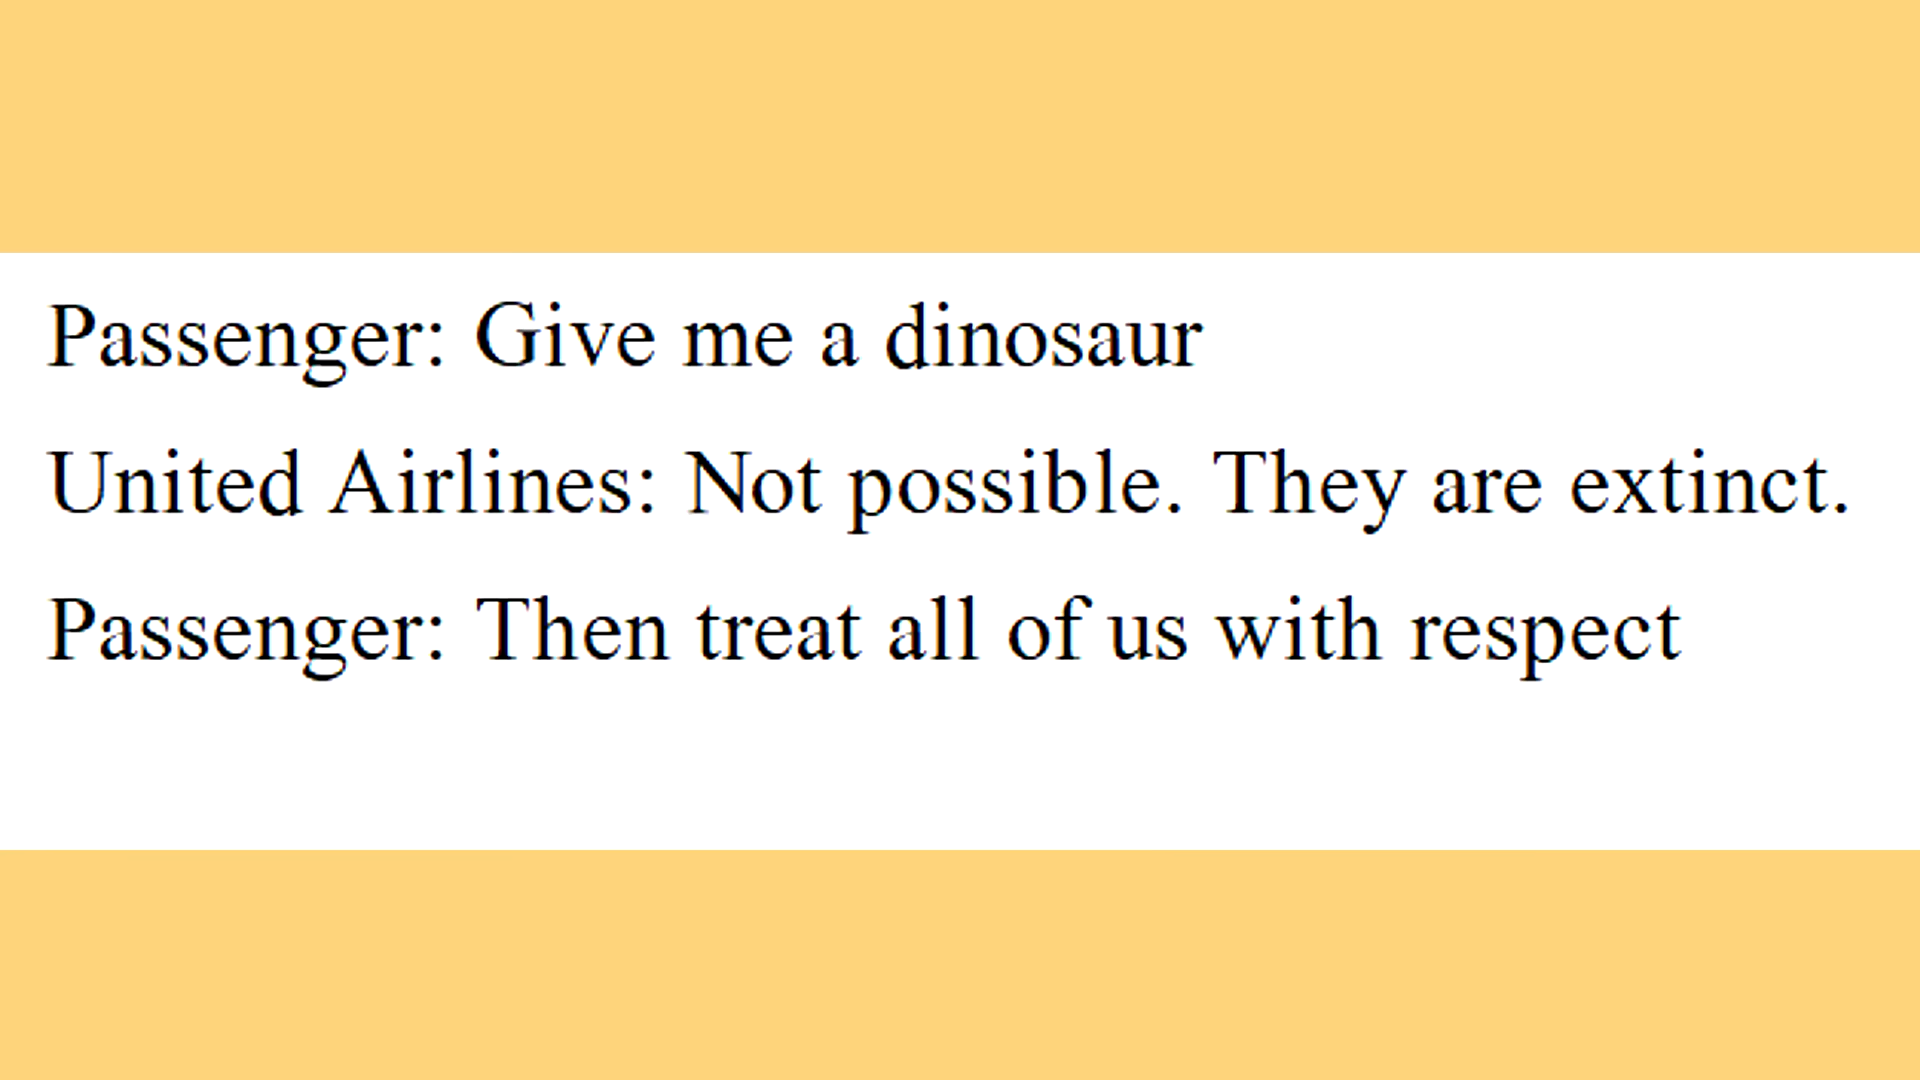 Passenger: Give me a dinosaur
United Airlines: Not possible. They are extinct.
Passenger: Then treat all of us with respect